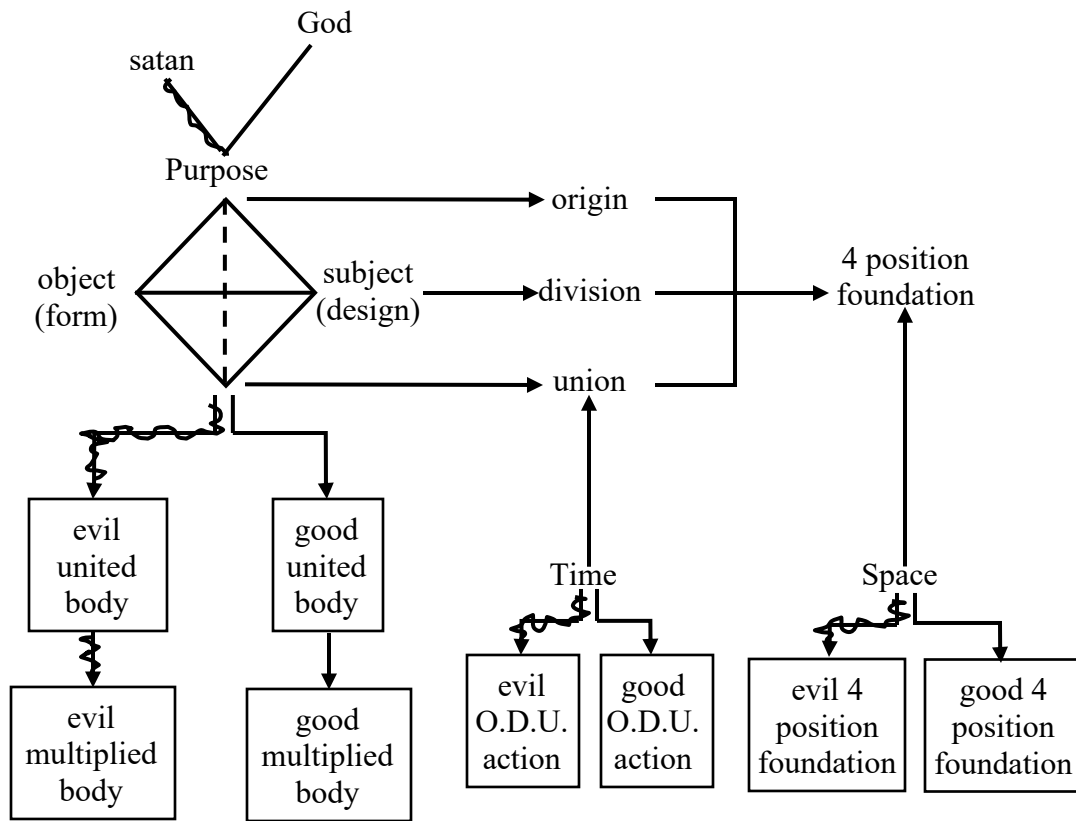 God
satan
Purpose
origin
object
(form)
subject
(design)
division
4 position
foundation
union
evil
united
body
good
united
body
Time
Space
evil
multiplied
body
good
multiplied
body
evil
O.D.U.
action
good
O.D.U.
action
evil 4
position
foundation
good 4
position
foundation